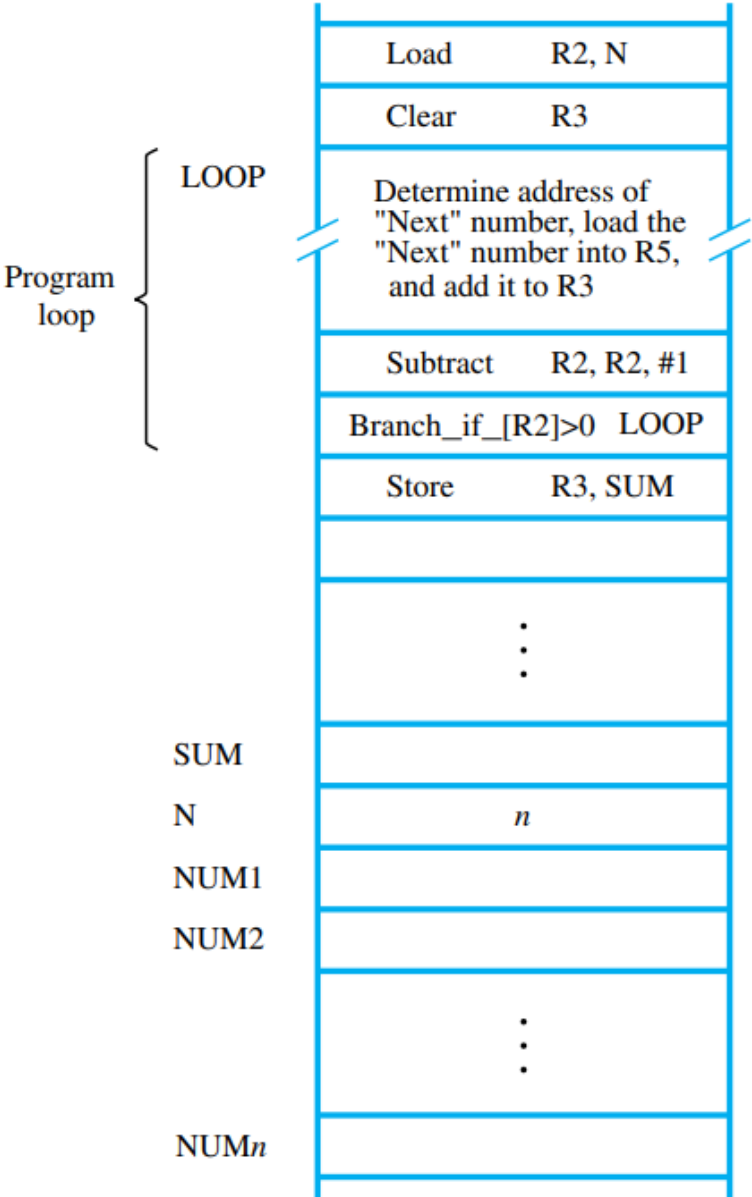 Load R2, N
Clear R3
LOOP
Determine address of
"Next" number, load the
"Next" number into R5,
and add it to R3
Program
loop
Subtract R2, R2, #1
Branch_if_[R2]>0 LOOP
Store R3, SUM
SUM
N n
NUM1
NUM2
NUMn